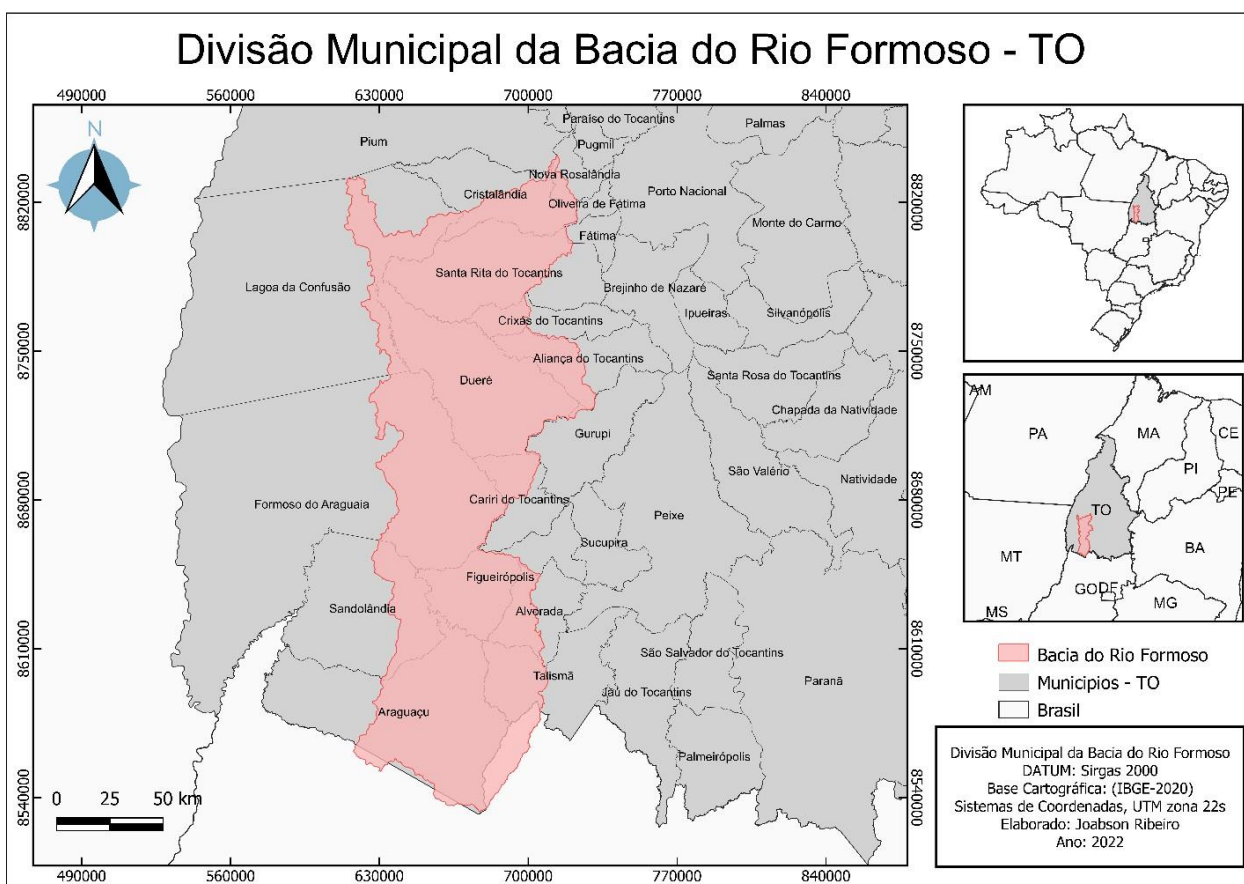 Divisão Municipal da Bacia do Rio Formoso - TO
490000 560000 630000 700000 770000 840000
N
8820000
8750000
8680000
8610000
8540000
Paraíso do Tocantins
Palmas
Pium
Pugmil
Nova Rosalândia
Porto Nacional
Cristalândia
Oliveira de Fátima
Monte do Carmo
Fátima
Santa Rita do Tocantins
Lagoa da Confusão
Brejinho de Nazaré
Ipueiras
Silvanópolis
Crixás do Tocantins
Aliança do Tocantins
Dueré
Santa Rosa do Tocantins
Chapada da Natividade
Gurupi
São Valério
Natividade
Formoso do Araguaia
Cariri do Tocantins
Peixe
Sucupira
Figueirópolis
Sandolândia
Alvorada
São Salvador do Tocantins
Talismã
Jaú do Tocantins
Paranã
Araguaçu
Palmeirópolis
0 25 50 km
8820000
8750000
8680000
8610000
8540000
490000 560000 630000 700000 770000 840000
AM
PA
MA
CE
PI
PE
TO
MT
BA
GO
DF
MG
MS
Bacia do Rio Formoso
Municipios - TO
Brasil
Divisão Municipal da Bacia do Rio Formoso
DATUM: Sirgas 2000
Base Cartográfica: (IBGE-2020)
Sistemas de Coordenadas, UTM zona 22s
Elaborado: Joabson Ribeiro
Ano: 2022